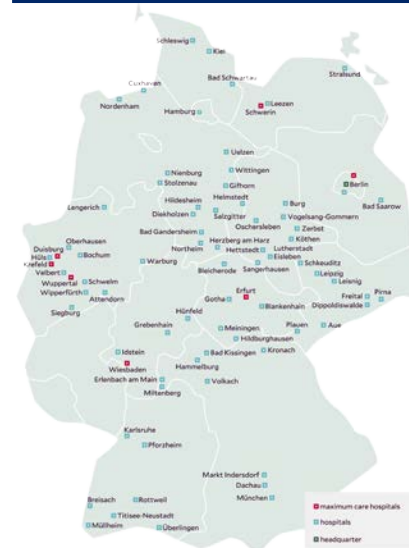 Schleswig
Kiel
Stralsund
Cuxhaven
Bad Schwartau
Nordenham
Leezen
Hamburg
Schwerin
Uelzen
Nienburg
Wittingen
Stolzenau
Gifhorn
Berlin
Hildesheim
Helmstedt
Burg
Bad Saarow
Lengerich
Diekholzen
Salzgitter
Vogelsang-Gommern
Oschersleben
Zerbst
Bad Gandersheim
Lutherstadt
Eisleben
Köthen
Duisburg
Oberhausen
Herzberg am Harz
Northeim
Hettstedt
Hüls
Bochum
Warburg
Bleicherode
Sangerhausen
Schkeuditz
Krefeld
Velbert
Leipzig
Wuppertal
Schwelm
Erfurt
Leisnig
Wipperfürth
Attendorn
Gotha
Blankenhain
Freital
Pirna
Dippoldiswalde
Siegburg
Hünfeld
Grebenhain
Meiningen
Plauen
Aue
Hildburghausen
Idstein
Bad Kissingen
Kronach
Wiesbaden
Hammelburg
Erlenbach am Main
Volkach
Miltenberg
Karlsruhe
Pforzheim
Markt Indersdorf
Dachau
München
Breisach
Rottweil
Titisee-Neustadt
Müllheim
Überlingen
maximum care hospitals
hospitals
headquarter